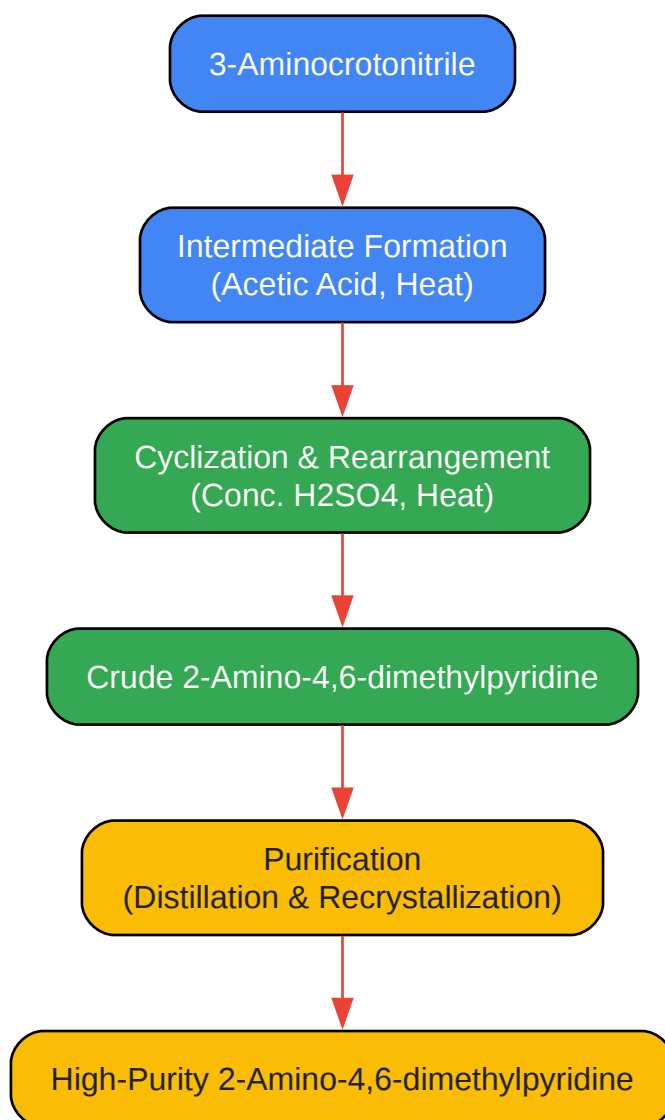 3-Aminocrotonitrile
Intermediate Formation
(Acetic Acid, Heat)
Cyclization & Rearrangement
(Conc. H2SO4, Heat)
Crude 2-Amino-4,6-dimethylpyridine
Purification
(Distillation & Recrystallization)
High-Purity 2-Amino-4,6-dimethylpyridine